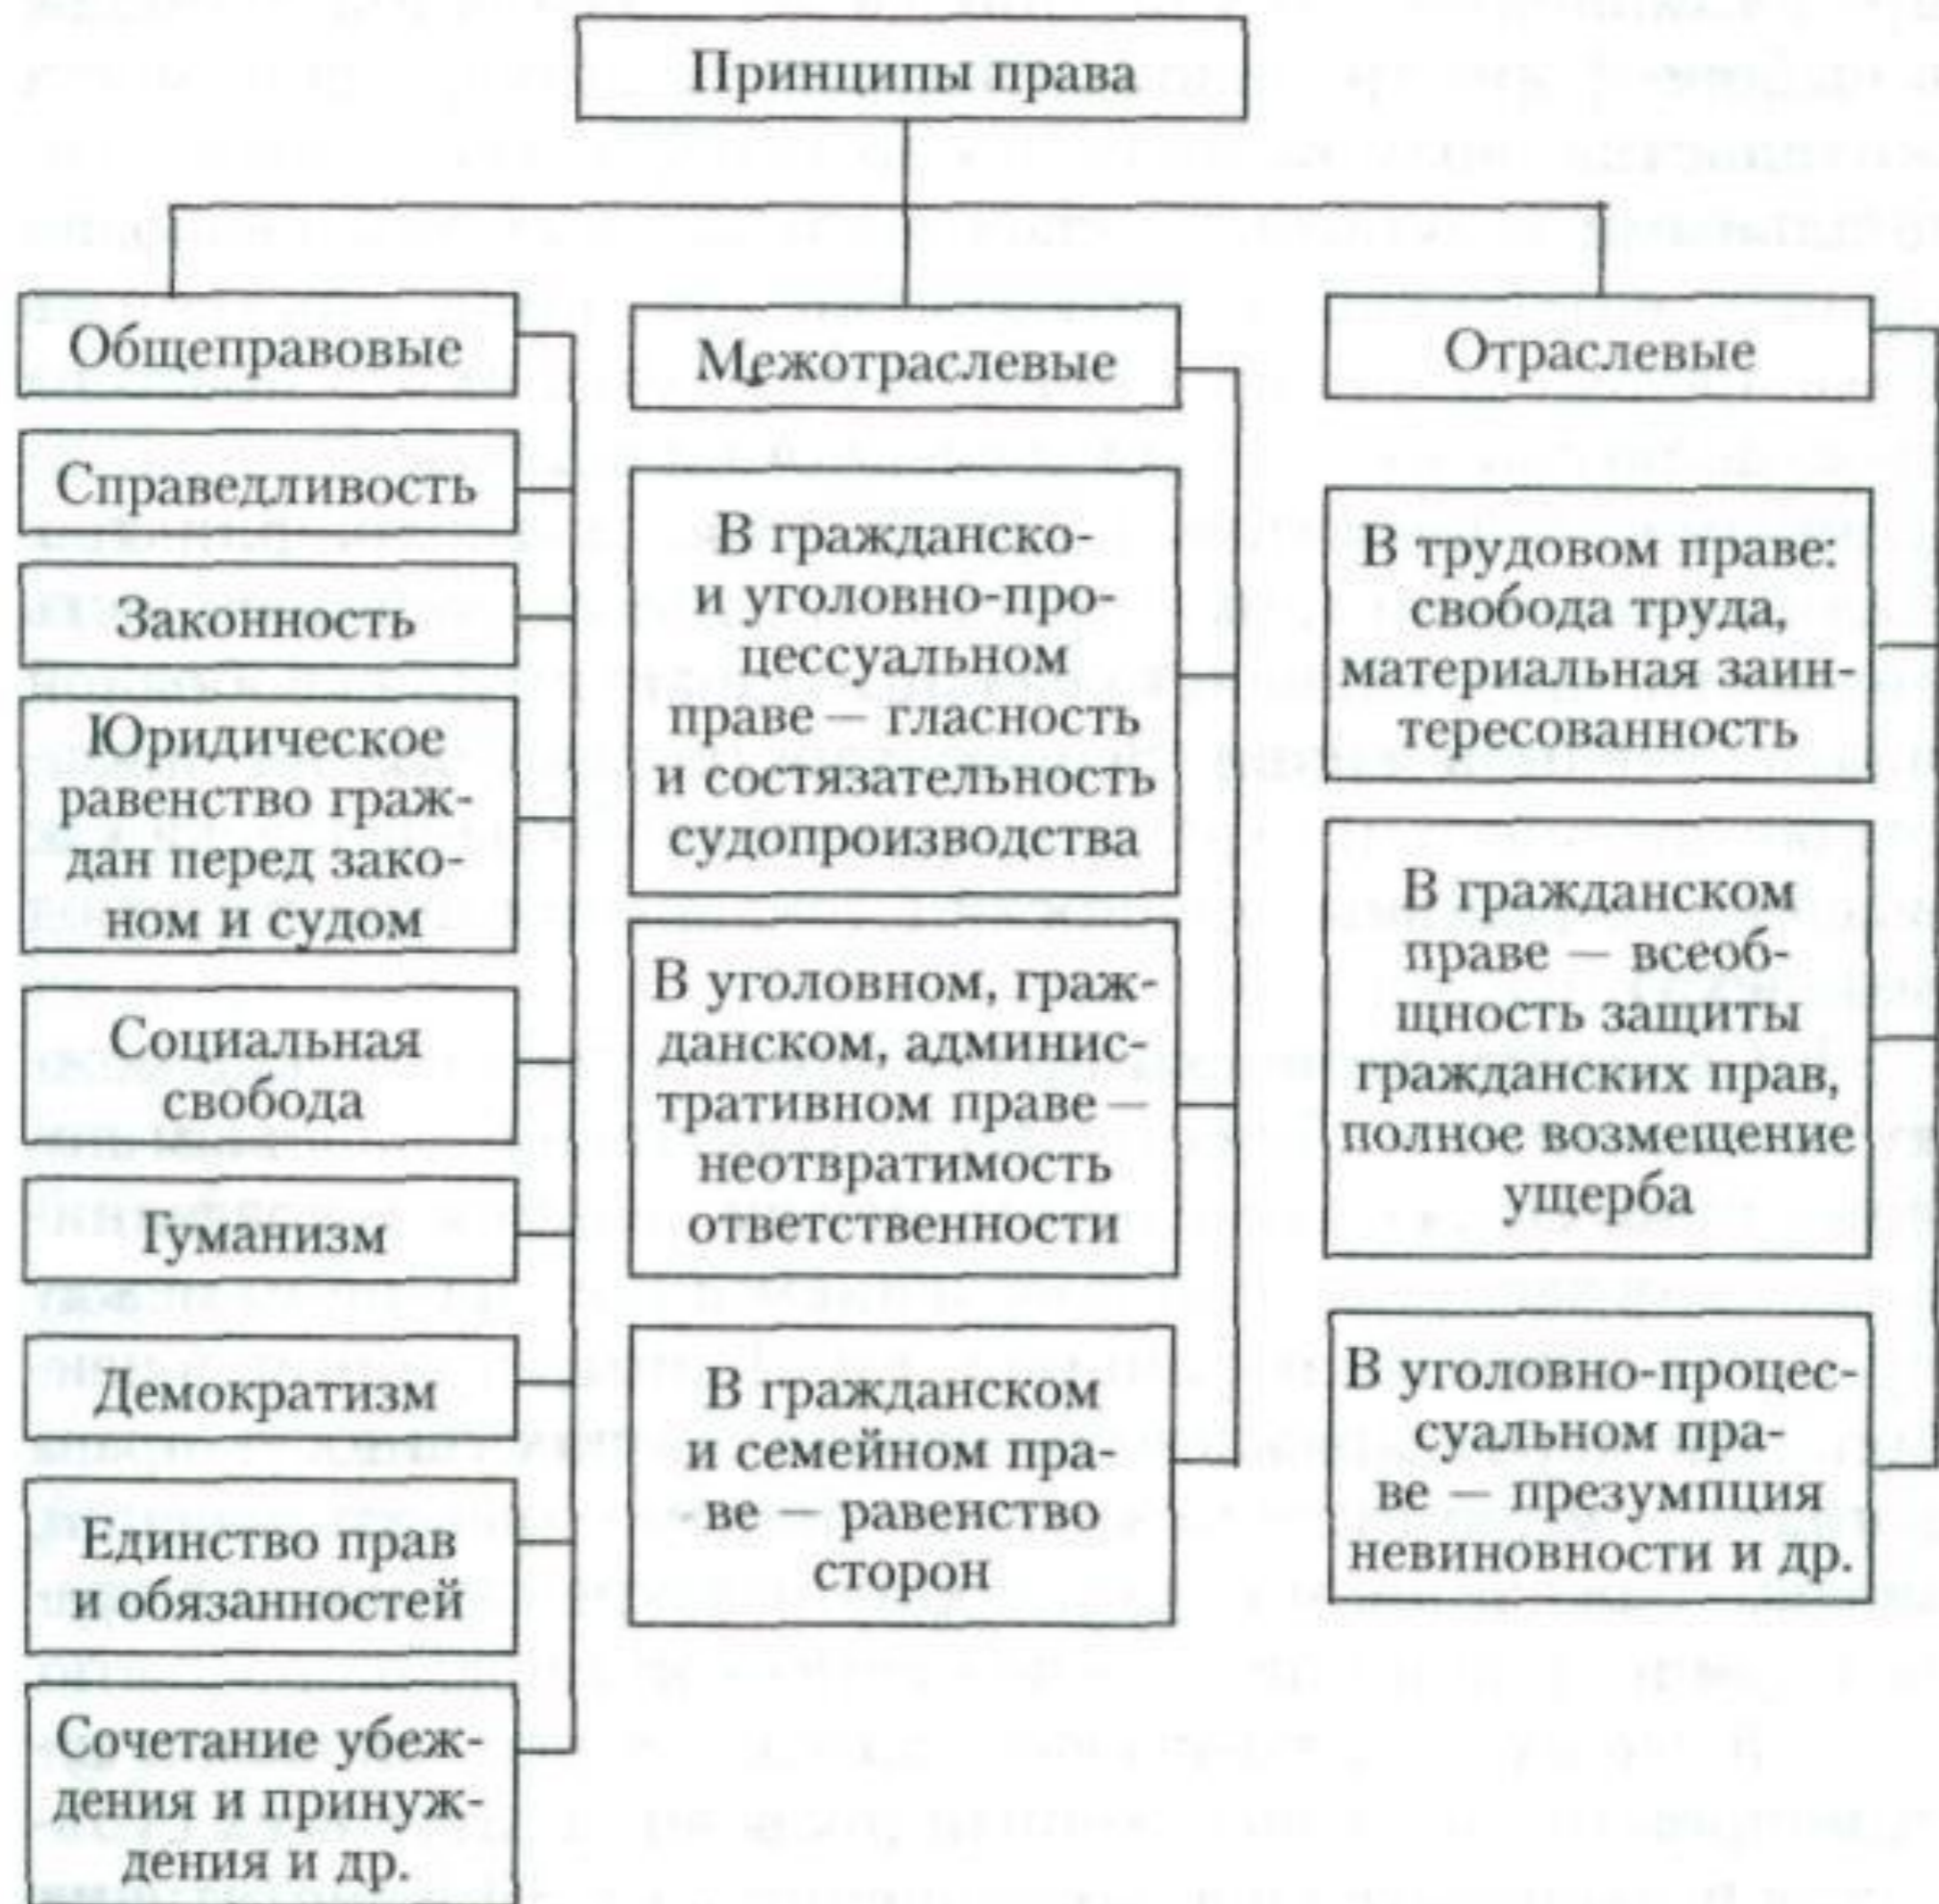 Принципы права
Общеправовые
Справедливость
Законность
Юридическое
равенство граж-
дан перед зако-
ном и судом
Социальная
свобода
Гуманизм
Демократизм
Единство прав
и обязанностей
Сочетание убеж-
дения и принуж-
дения и др.
Межотраслевые
В гражданско-
и уголовно-про-
цессуальном
праве — гласность
и состязательность
судопроизводства
В уголовном, граж-
данском, админис-
тративном праве —
неотвратимость
ответственности
В гражданском
и семейном пра-
ве — равенство
сторон
Отраслевые
В трудовом праве:
свобода труда,
материальная заин-
тересованность
В гражданском
праве — всеоб-
щность защиты
гражданских прав,
полное возмещение
ущерба
В уголовно-процес-
суальном пра-
ве — презумпция
невиновности и др.